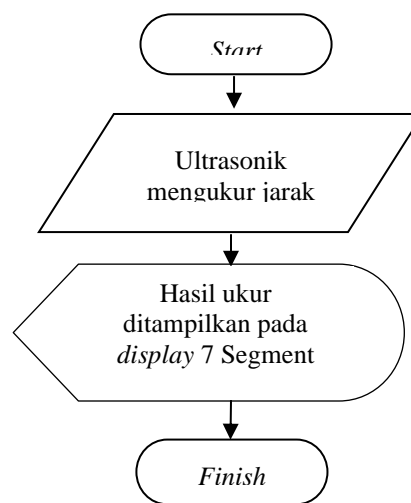 Start
Ultrasonik
mengukur jarak
Hasil ukur
ditampilkan pada
display 7 Segment
Finish